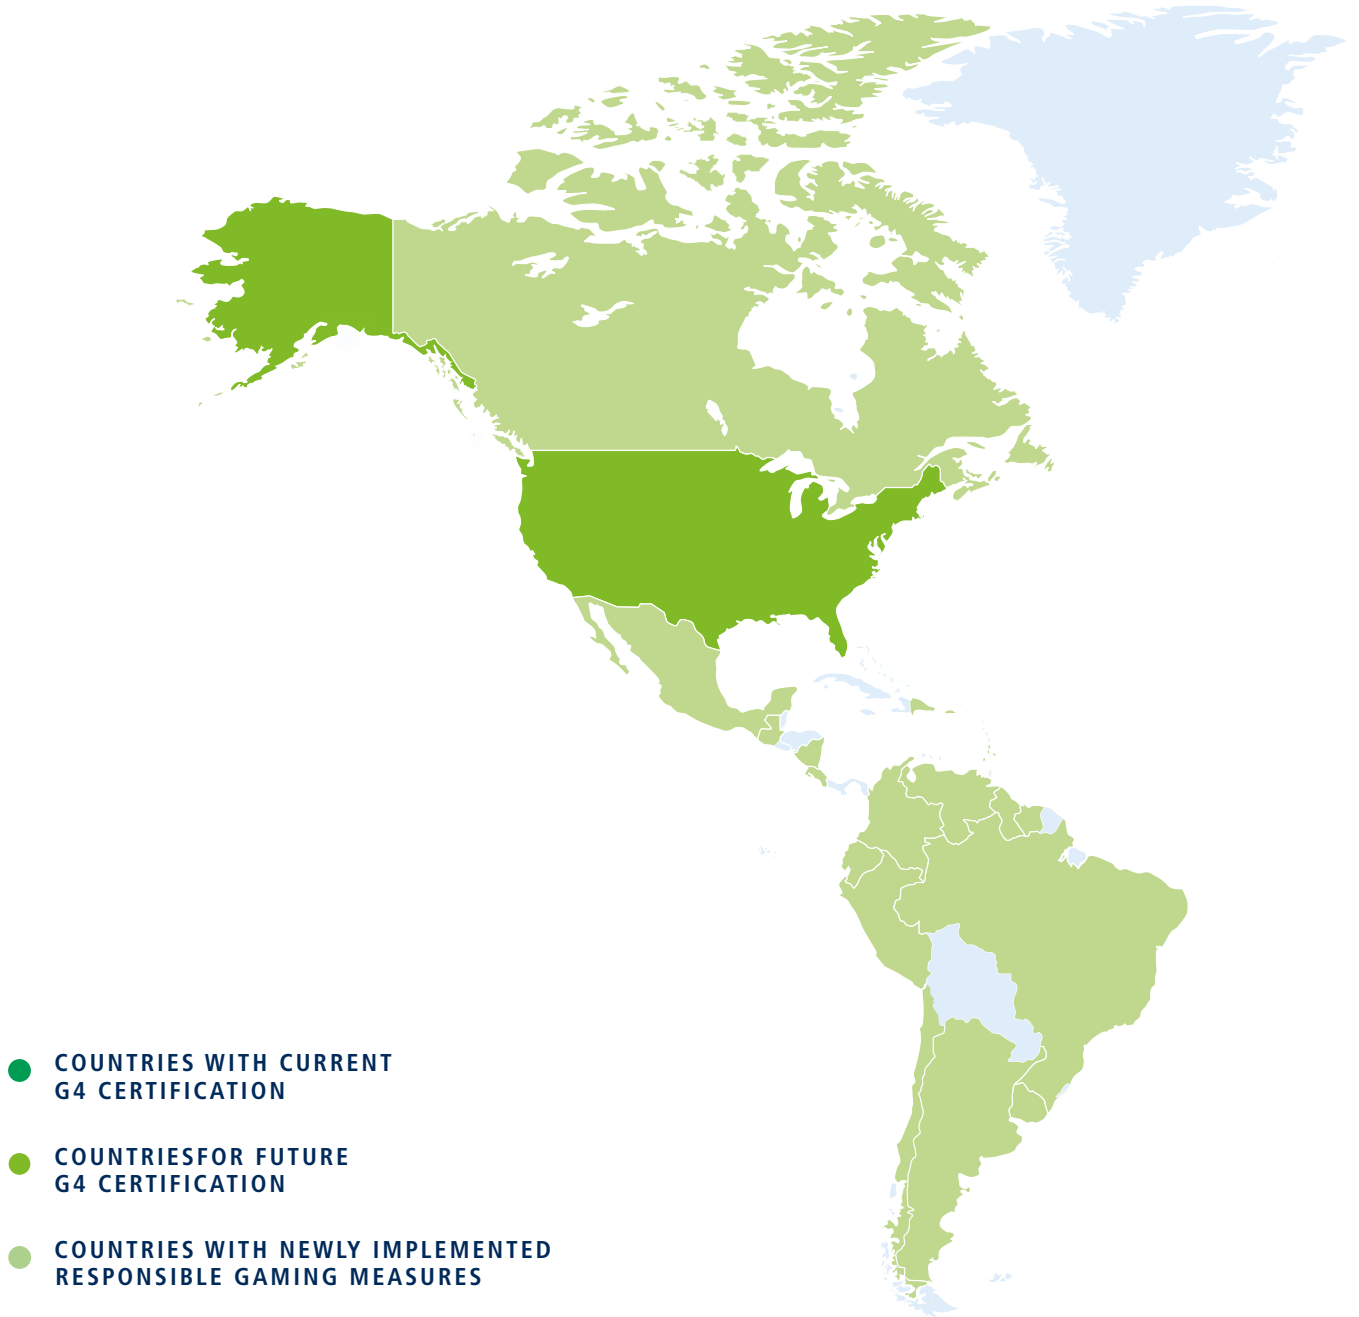 COUNTRIES WITH CURRENT
G4 CERTIFICATION
COUNTRIESFOR FUTURE
G4 CERTIFICATION
COUNTRIES WITH NEWLY IMPLEMENTED
RESPONSIBLE GAMING MEASURES